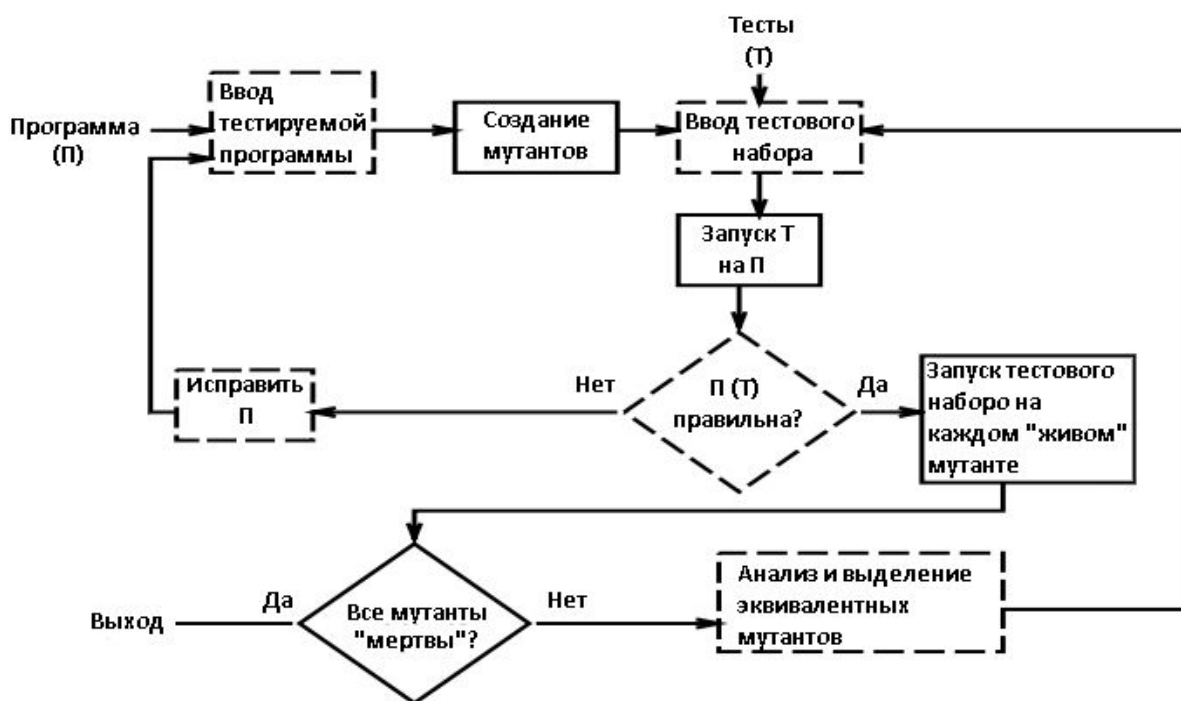 Тесты
(Т)
Программа
(П)
Ввод
тестируемой
программы
Создание
мутантов
Ввод тестового
набора
Запуск Т
на П
Исправить
П
Нет
П (Т)
правильна?
Да
Запуск тестового
наборо на
каждом "живом"
мутанте
Выход
Да
Все мутанты
"мертвы"?
Нет
Анализ и выделение
эквивалентных
мутантов